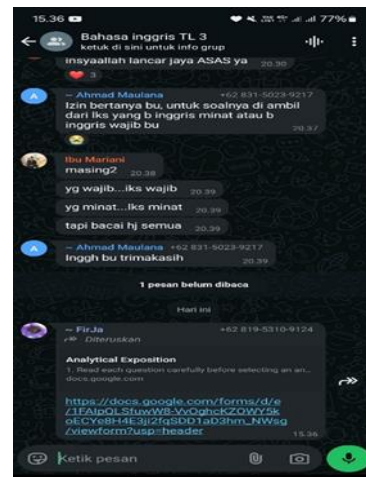 15.36
77%
Bahasa inggris TL 3
ketuk di sini untuk info grup
insyaallah lancar jaya ASAS ya 20.30
3
~ Ahmad Maulana +62 831-5023-9217
Izin bertanya bu, untuk soalnya di ambil
dari lks yang b inggris minat atau b
inggris wajib bu
20.37
Ibu Mariani
masing2 20.38
yg wajib...lks wajib 20.39
yg minat...lks minat 20.39
tapi bacai hj semua 20.39
~ Ahmad Maulana +62 831-5023-9217
Inggh bu trimakasih 20.39
1 pesan belum dibaca
Hari ini
~ FirJa +62 819-5310-9124
Diteruskan
Analytical Exposition
1. Read each question carefully before selecting an an...
docs.google.com
https://docs.google.com/forms/d/e
/viewform?usp=header
15.36
Ketik pesan